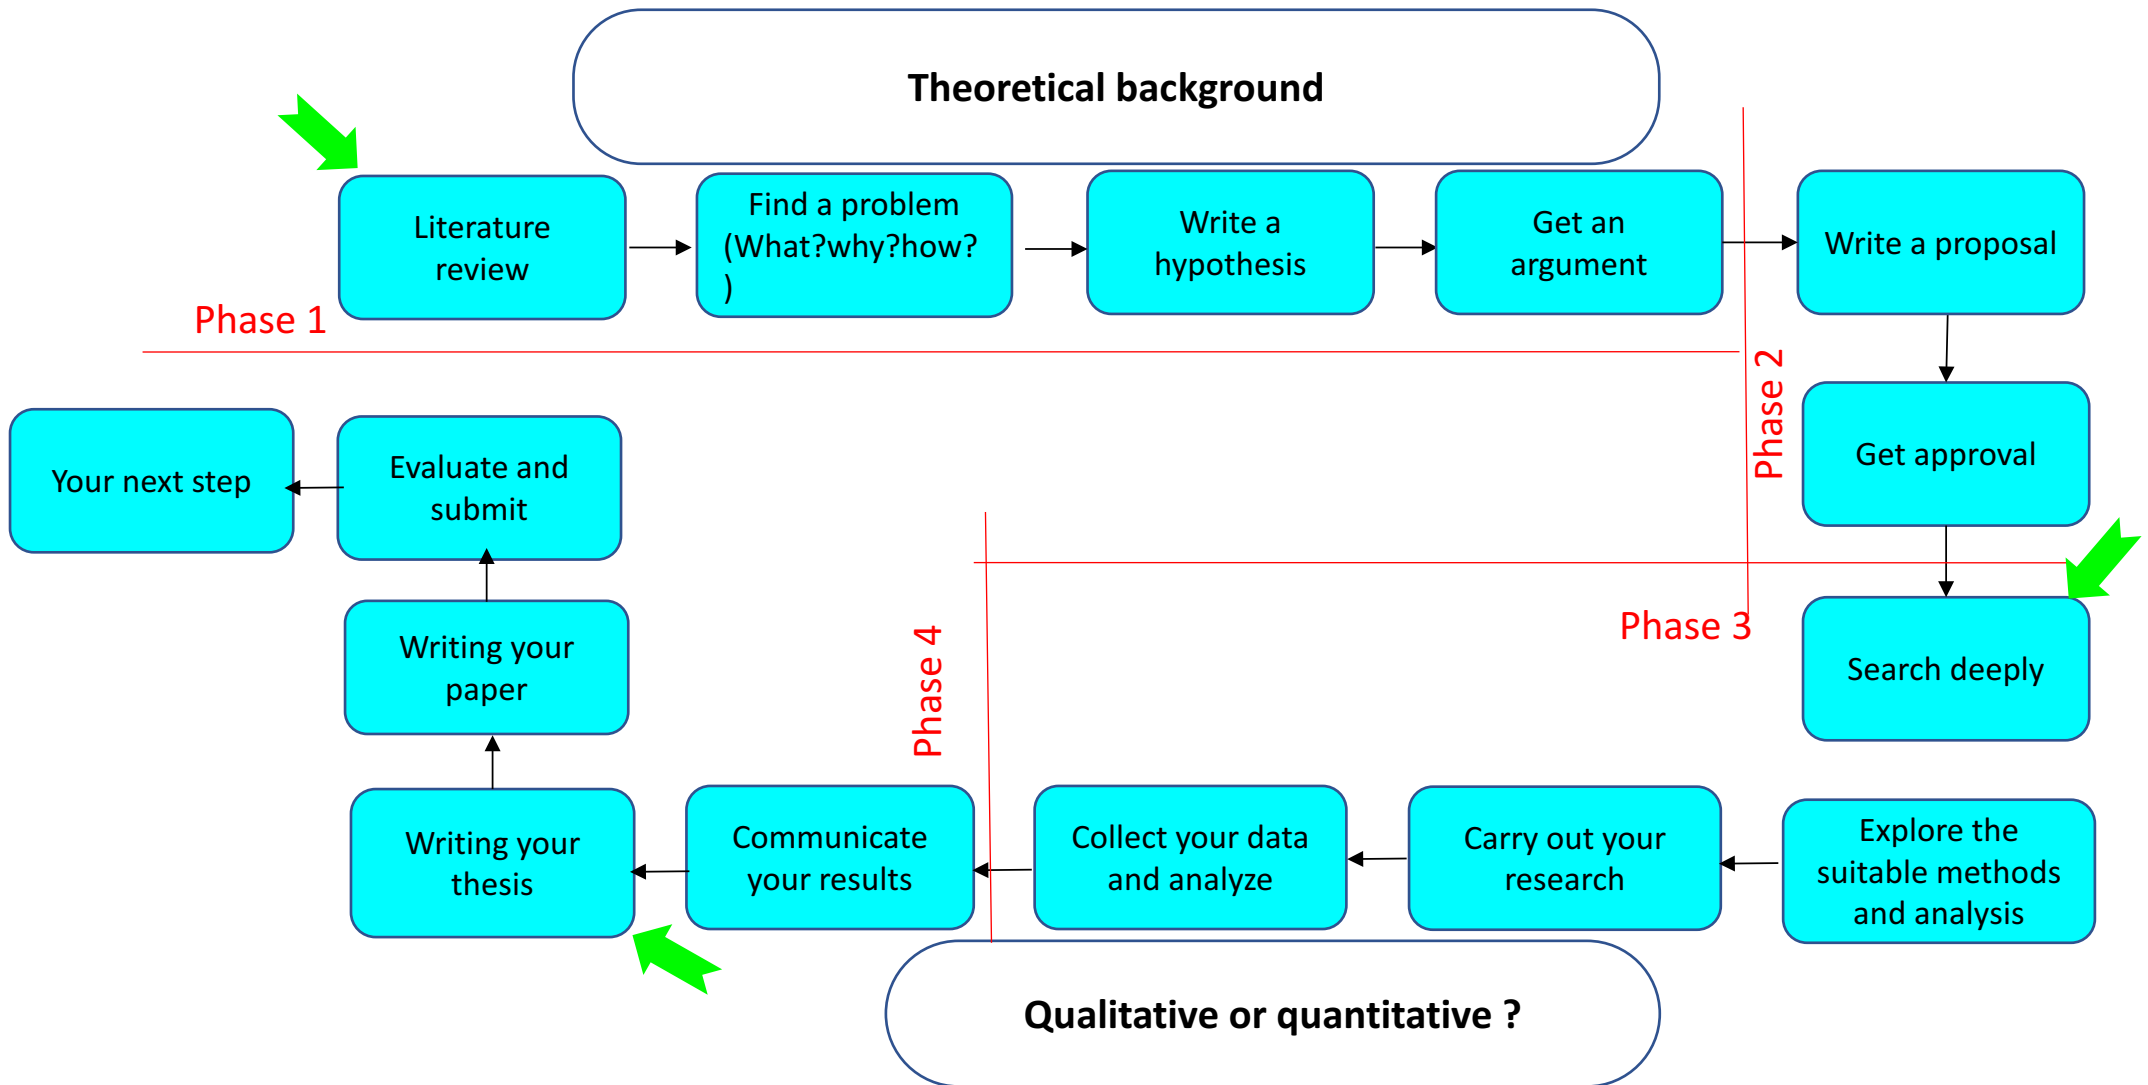 Theoretical background
Literature
review
Find a problem
(What?why?how?
)
Write a
hypothesis
Get an
argument
Write a proposal
Phase 1
Phase 2
Get approval
Your next step
Evaluate and
submit
Phase 3
Search deeply
Phase 4
Writing your
paper
Writing your
thesis
Communicate
your results
Collect your data
and analyze
Carry out your
research
Explore the
suitable methods
and analysis
Qualitative or quantitative ?